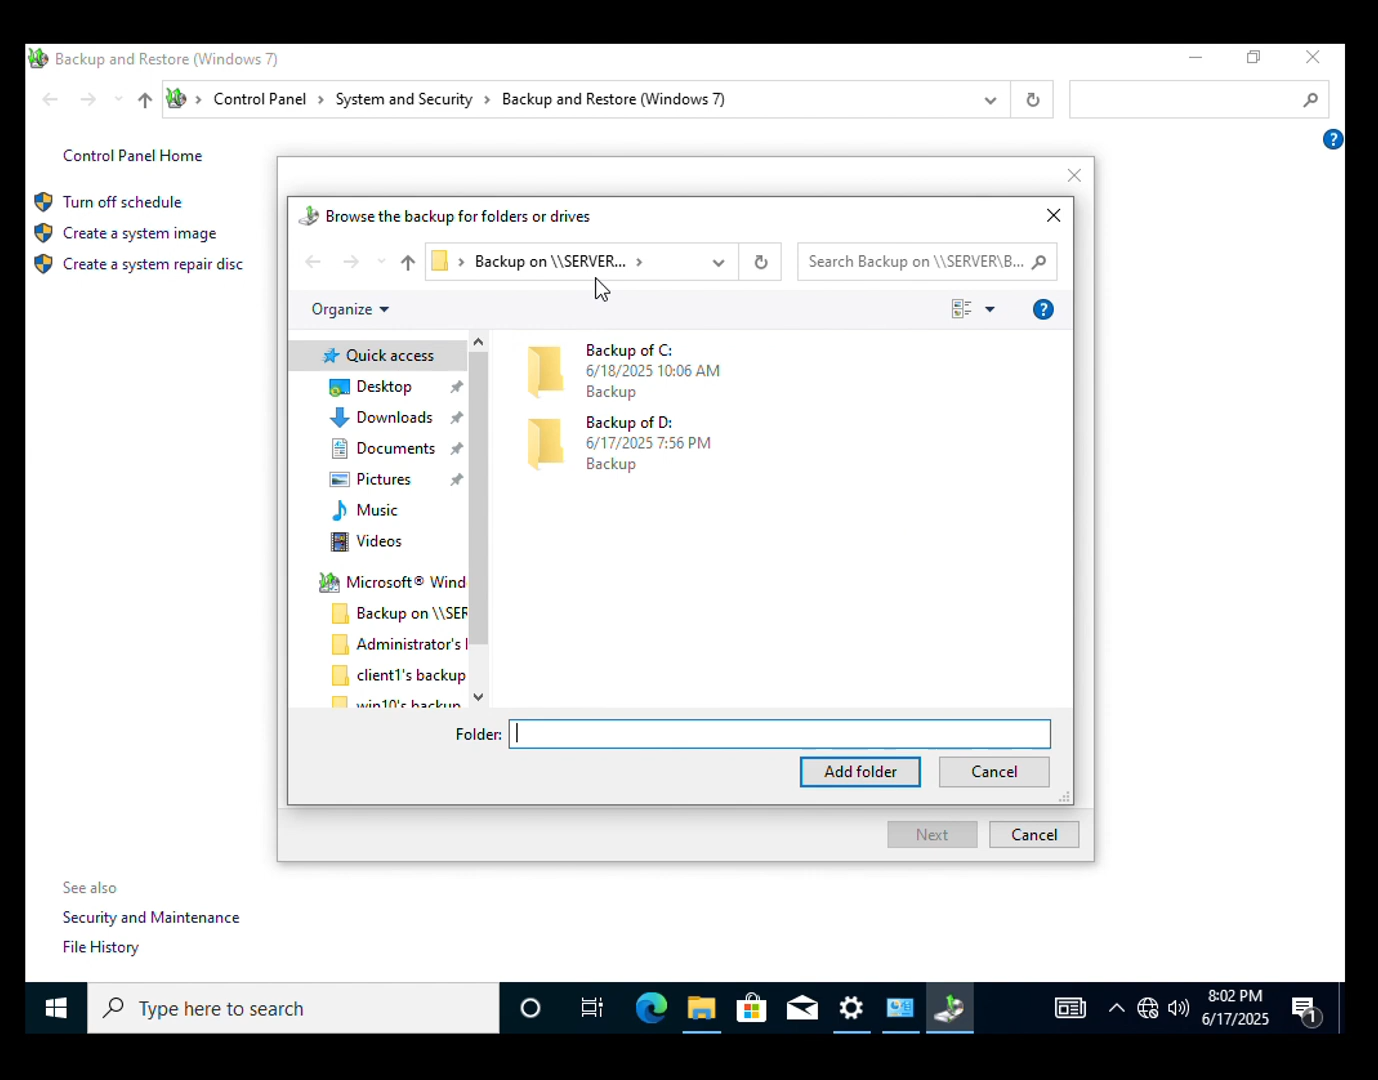 Backup and Restore (Windows 7)
Control Panel > System and Security > Backup and Restore (Windows 7)
Control Panel Home
Turn off schedule
Create a system image
Create a system repair disc
Browse the backup for folders or drives
Backup on \\SERVER... >
Search Backup on \\SERVER\B...
Organize
Quick access
Desktop
Downloads
Documents
Pictures
Music
Videos
Microsoft® Wind
Backup on \\SER
Administrator's
client1's backup
win10's backup
Backup of C:
6/18/2025 10:06 AM
Backup
Backup of D:
6/17/2025 7:56 PM
Backup
Folder:
Add folder
Cancel
Next
Cancel
See also
Security and Maintenance
File History
Type here to search
8:02 PM
6/17/2025
1